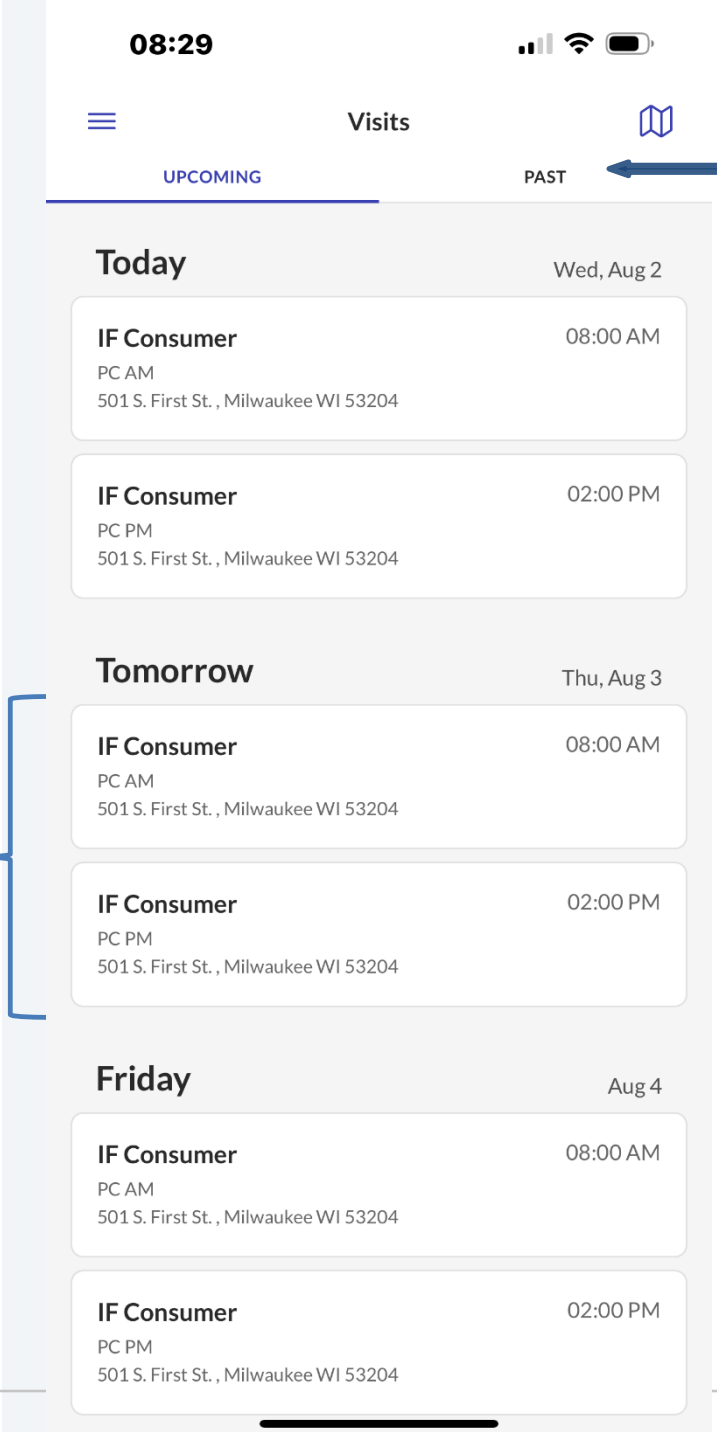 08:29
Visits
UPCOMING PAST
Today Wed, Aug 2
IF Consumer 08:00 AM
PC AM
501 S. First St. , Milwaukee WI 53204
IF Consumer 02:00 PM
PC PM
501 S. First St. , Milwaukee WI 53204
Tomorrow Thu, Aug 3
IF Consumer 08:00 AM
PC AM
501 S. First St. , Milwaukee WI 53204
IF Consumer 02:00 PM
PC PM
501 S. First St. , Milwaukee WI 53204
Friday Aug 4
IF Consumer 08:00 AM
PC AM
501 S. First St. , Milwaukee WI 53204
IF Consumer 02:00 PM
PC PM
501 S. First St. , Milwaukee WI 53204